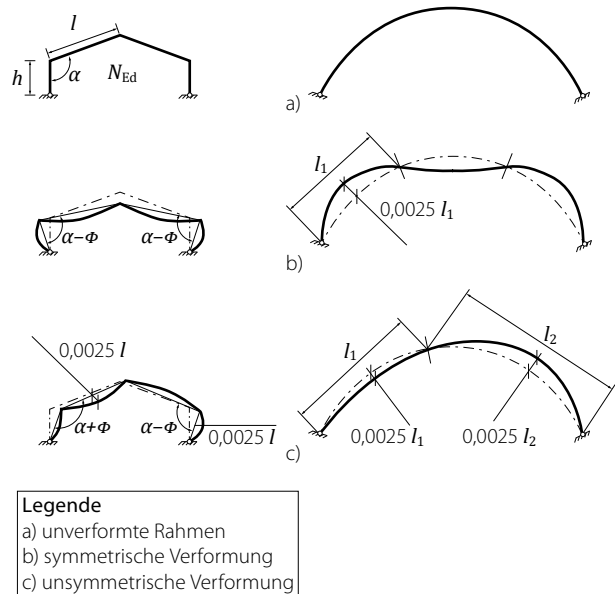 l
h
α
N_Ed
a)
l₁
0,0025 l₁
α–Φ
α–Φ
b)
0,0025 l
l₁
l₂
α+Φ
α–Φ
0,0025 l
0,0025 l₁
0,0025 l₂
c)
Legende
a) unverformte Rahmen
b) symmetrische Verformung
c) unsymmetrische Verformung